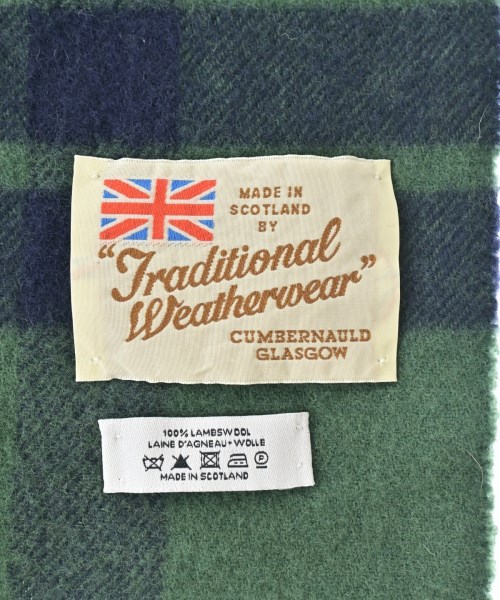 MADE IN
SCOTLAND
BY
"Traditional
Weatherwear"
CUMBERNAULD
GLASGOW
100% LAMBSWOOL
LAINE D'AGNEAU • WOLLE
P
MADE IN SCOTLAND